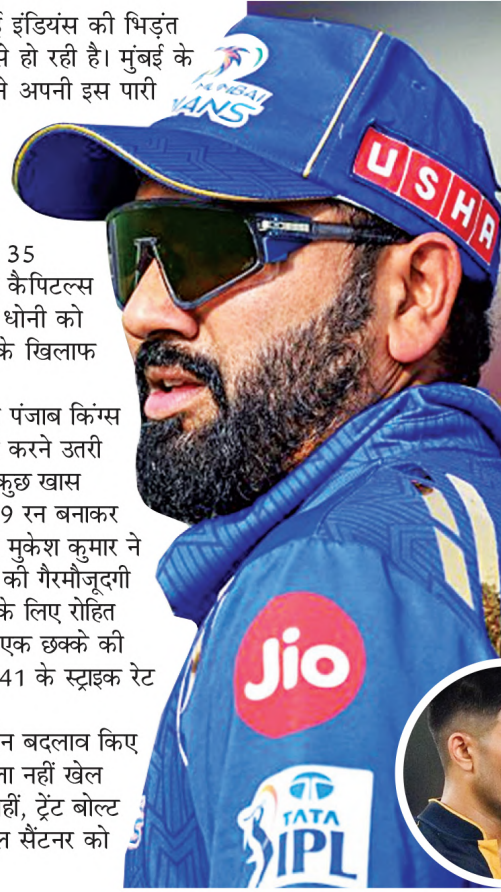 इंडियंस की भिड़ंत
से हो रही है। मुंबई के
ने अपनी इस पारी
MUMBAI
IANS
USHA
35
कैपिटल्स
धोनी को
के खिलाफ
पंजाब किंग्स
करने उतरी
कुछ खास
9 रन बनाकर
मुकेश कुमार ने
की गैरमौजूदगी
के लिए रोहित
एक छक्के की
41 के स्ट्राइक रेट
Jio
न बदलाव किए
ला नहीं खेल
हीं, ट्रेंट बोल्ट
ल सैंटनर को
TATA
IPL